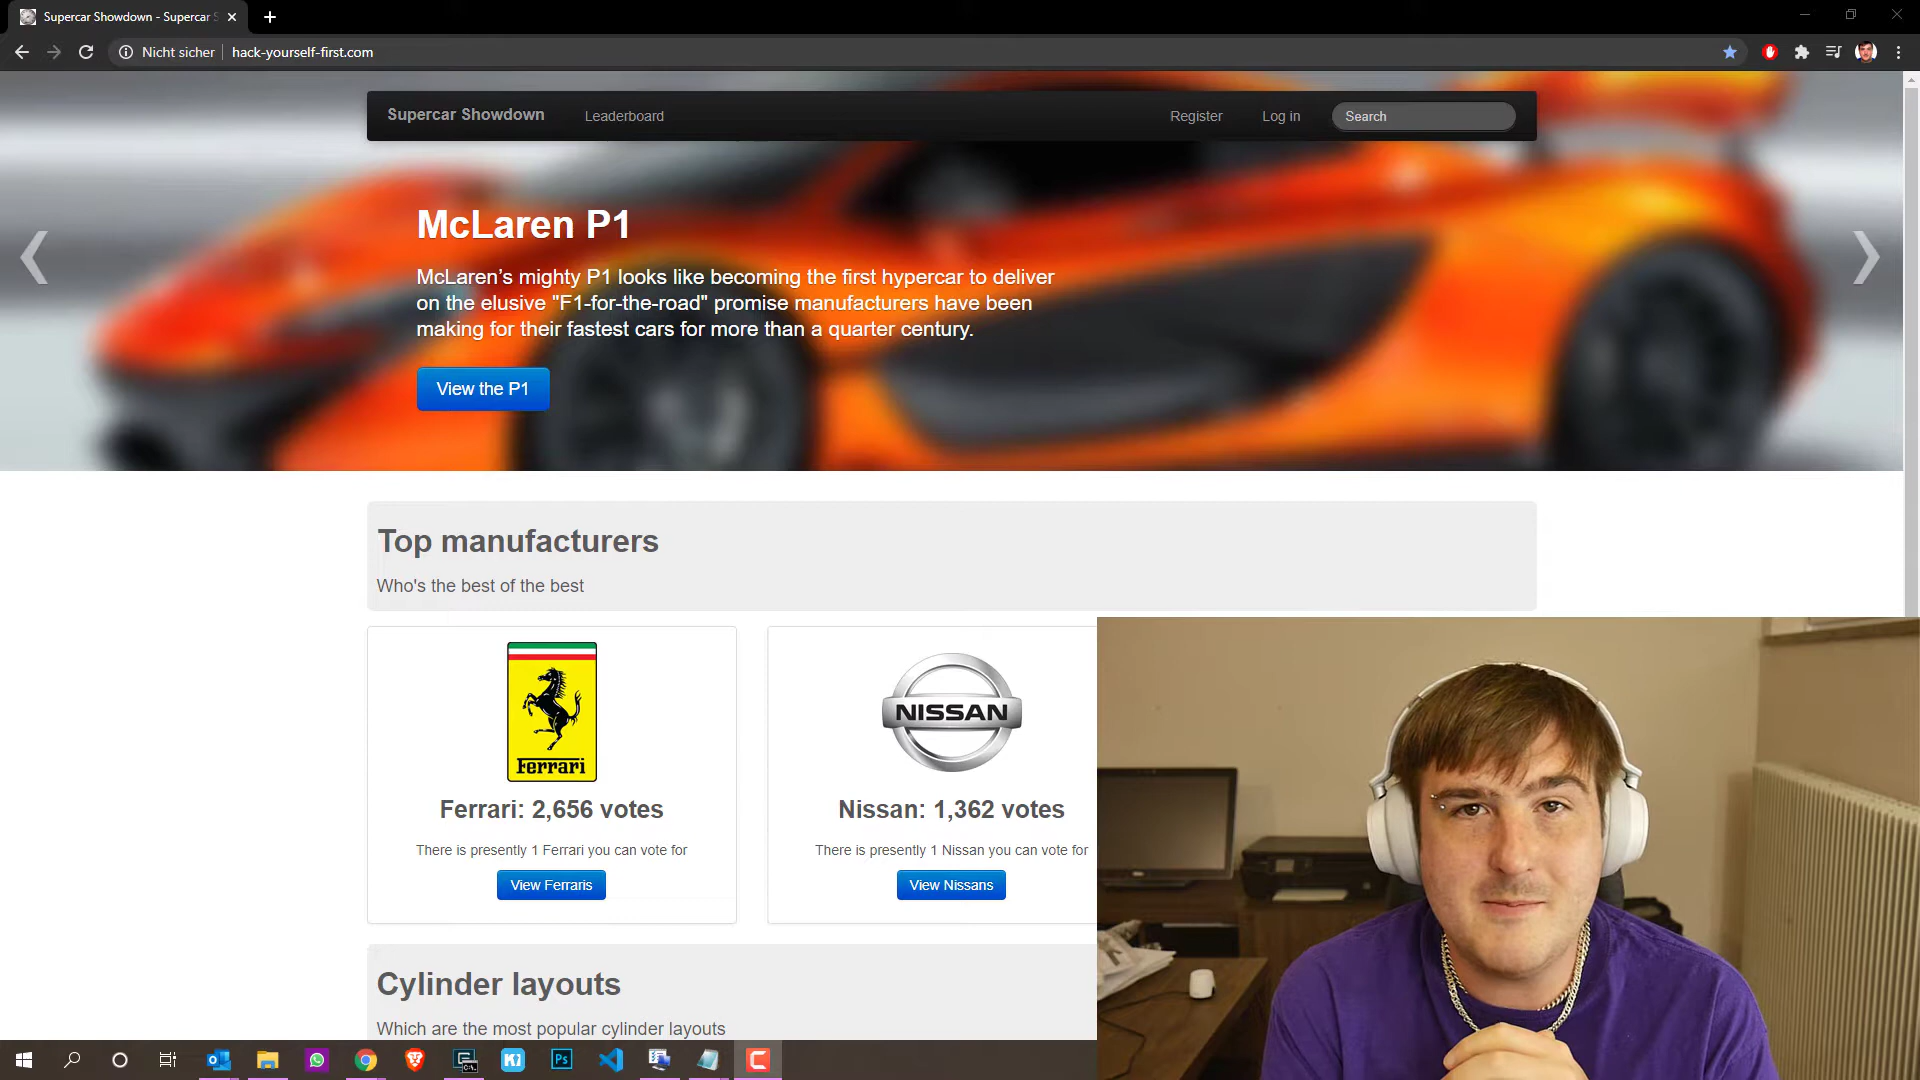 Supercar Showdown - Supercar S
Nicht sicher
hack-yourself-first.com
Supercar Showdown
Leaderboard
Register
Log in
Search
McLaren P1
McLaren's mighty P1 looks like becoming the first hypercar to deliver
on the elusive "F1-for-the-road" promise manufacturers have been
making for their fastest cars for more than a quarter century.
View the P1
Top manufacturers
Who's the best of the best
Ferrari
NISSAN
Ferrari: 2,656 votes
Nissan: 1,362 votes
There is presently 1 Ferrari you can vote for
There is presently 1 Nissan you can vote for
View Ferraris
View Nissans
Cylinder layouts
Which are the most popular cylinder layouts